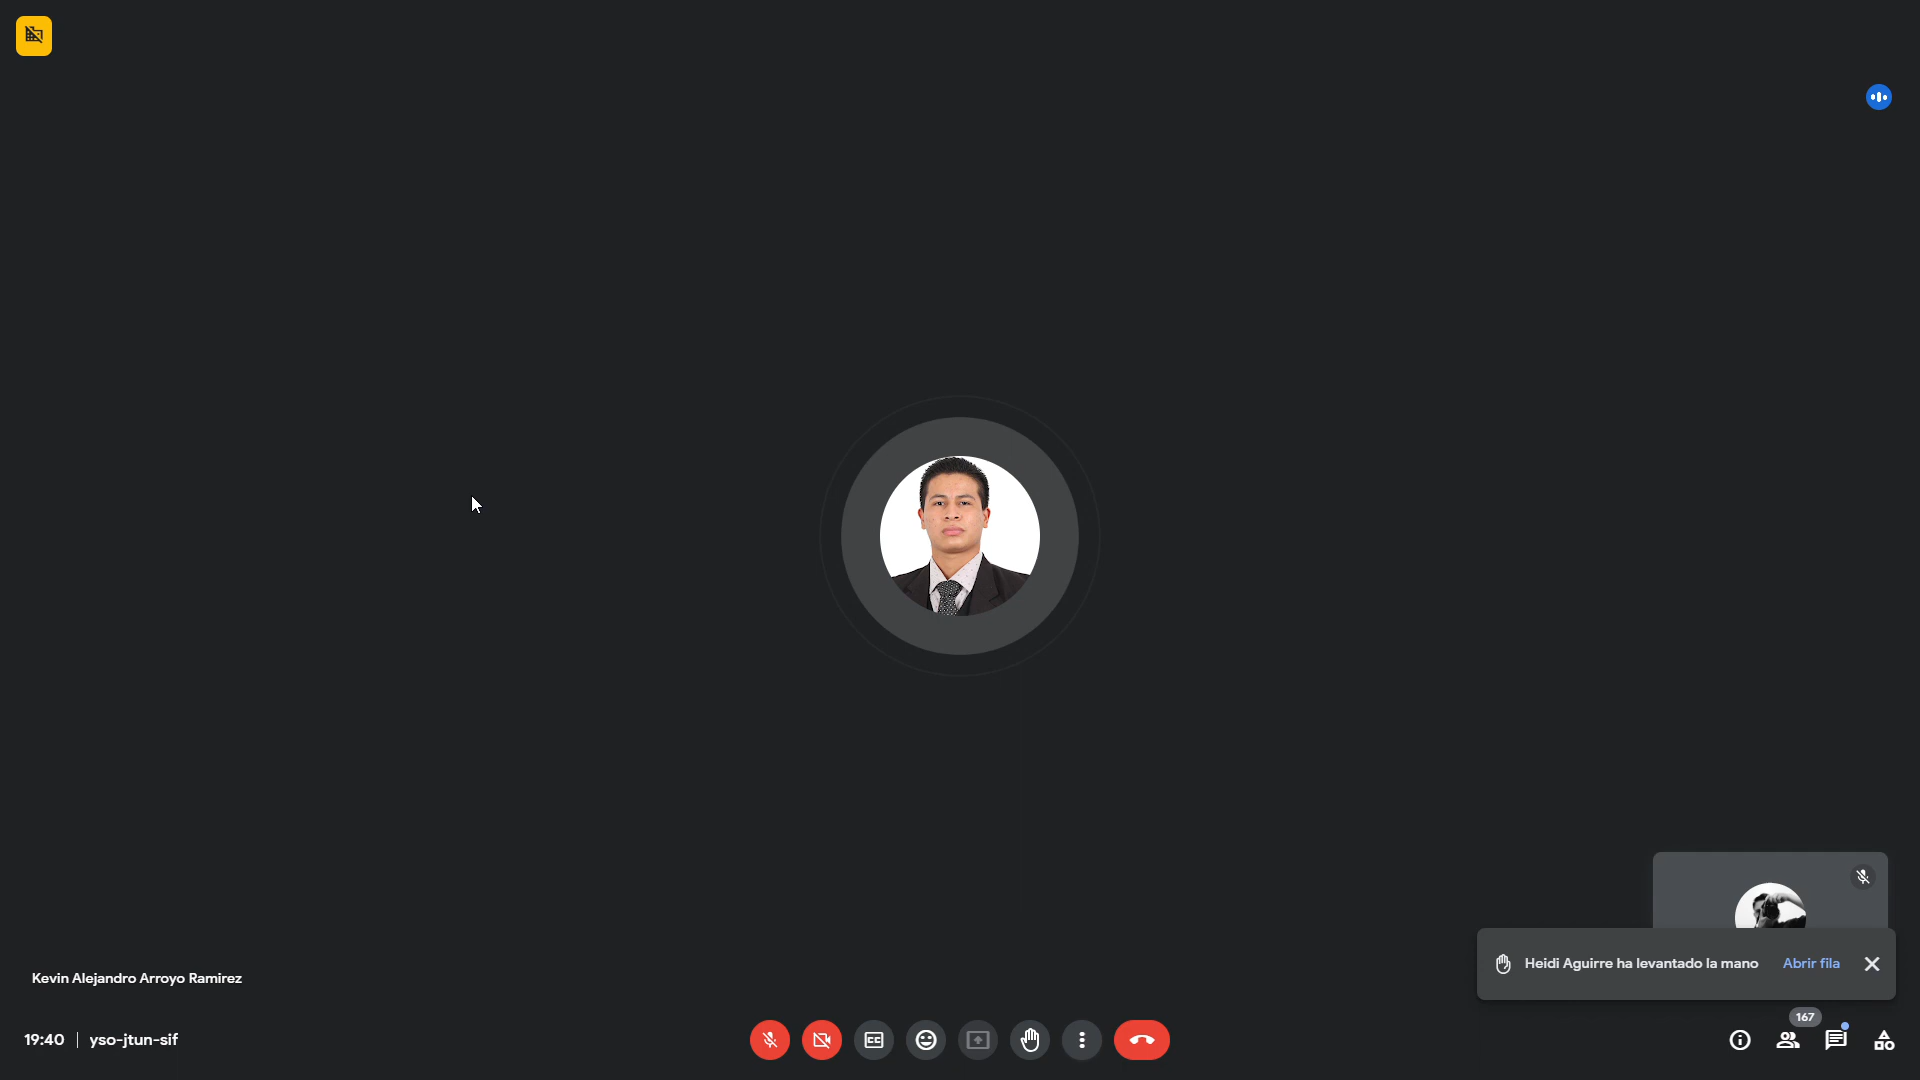 Kevin Alejandro Arroyo Ramirez
Heidi Aguirre ha levantado la mano Abrir fila
167
19:40 | yso-jtun-sif